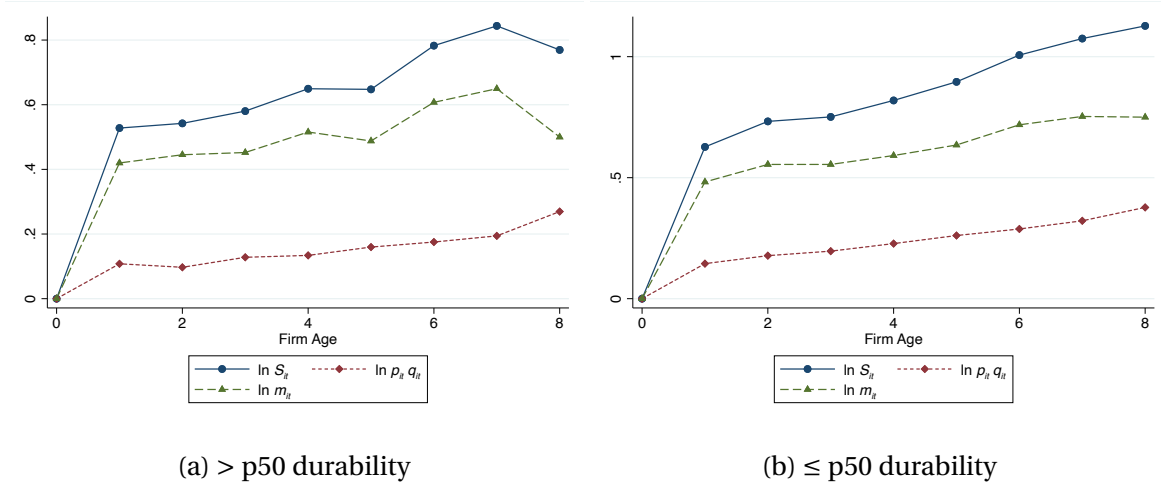 .8
.6
.4
.2
0
0 2 4 6 8
Firm Age
ln S_it ln p_it q_it
ln m_it
(a) > p50 durability
1
.5
0
0 2 4 6 8
Firm Age
ln S_it ln p_it q_it
ln m_it
(b) ≤ p50 durability